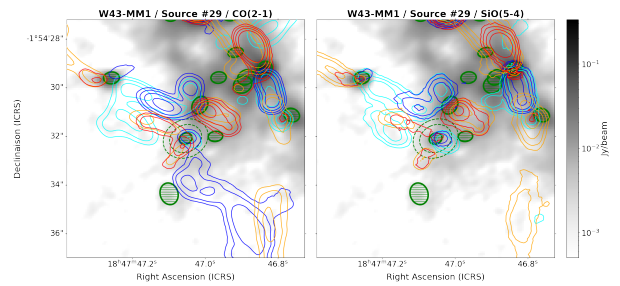 W43-MM1 / Source #29 / CO(2-1)
W43-MM1 / Source #29 / SiO(5-4)
-1°54'28"
30"
32"
34"
36"
Declinaison (ICRS)
18ʰ47ᵐ47.2ˢ
47.0ˢ
46.8ˢ
18ʰ47ᵐ47.2ˢ
47.0ˢ
46.8ˢ
Right Ascension (ICRS)
Right Ascension (ICRS)
10⁻¹
10⁻²
10⁻³
Jy/beam